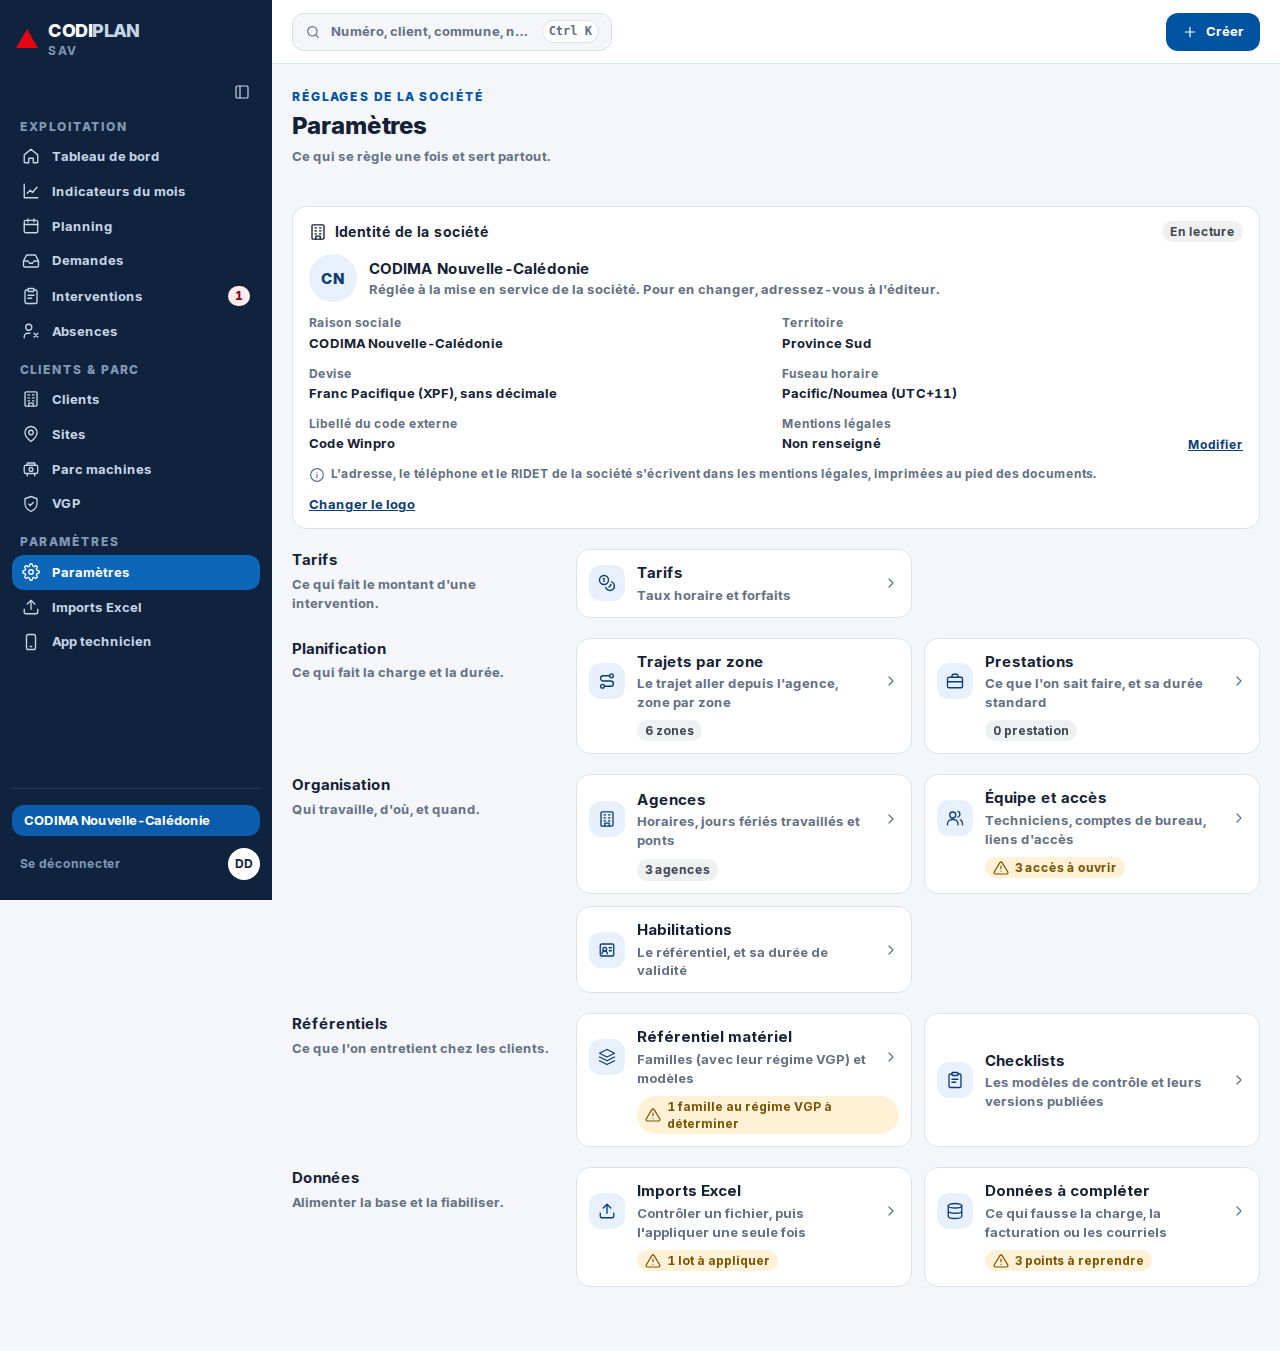 CODIPLAN
SAV
EXPLOITATION
Tableau de bord
Indicateurs du mois
Planning
Demandes
Interventions 1
Absences
CLIENTS & PARC
Clients
Sites
Parc machines
VGP
PARAMÈTRES
Paramètres
Imports Excel
App technicien
CODIMA Nouvelle-Calédonie
Se déconnecter DD
Numéro, client, commune, n… Ctrl K
Créer
RÉGLAGES DE LA SOCIÉTÉ
Paramètres
Ce qui se règle une fois et sert partout.
Identité de la société En lecture
CN
CODIMA Nouvelle-Calédonie
Réglée à la mise en service de la société. Pour en changer, adressez-vous à l'éditeur.
Raison sociale
CODIMA Nouvelle-Calédonie
Territoire
Province Sud
Devise
Franc Pacifique (XPF), sans décimale
Fuseau horaire
Pacific/Noumea (UTC+11)
Libellé du code externe
Code Winpro
Mentions légales
Non renseigné Modifier
L'adresse, le téléphone et le RIDET de la société s'écrivent dans les mentions légales, imprimées au pied des documents.
Changer le logo
Tarifs
Ce qui fait le montant d'une
intervention.
Tarifs
Taux horaire et forfaits
Planification
Ce qui fait la charge et la durée.
Trajets par zone
Le trajet aller depuis l'agence,
zone par zone
6 zones
Prestations
Ce que l'on sait faire, et sa durée
standard
0 prestation
Organisation
Qui travaille, d'où, et quand.
Agences
Horaires, jours fériés travaillés et
ponts
3 agences
Équipe et accès
Techniciens, comptes de bureau,
liens d'accès
3 accès à ouvrir
Habilitations
Le référentiel, et sa durée de
validité
Référentiels
Ce que l'on entretient chez les clients.
Référentiel matériel
Familles (avec leur régime VGP) et
modèles
1 famille au régime VGP à
déterminer
Checklists
Les modèles de contrôle et leurs
versions publiées
Données
Alimenter la base et la fiabiliser.
Imports Excel
Contrôler un fichier, puis
l'appliquer une seule fois
1 lot à appliquer
Données à compléter
Ce qui fausse la charge, la
facturation ou les courriels
3 points à reprendre